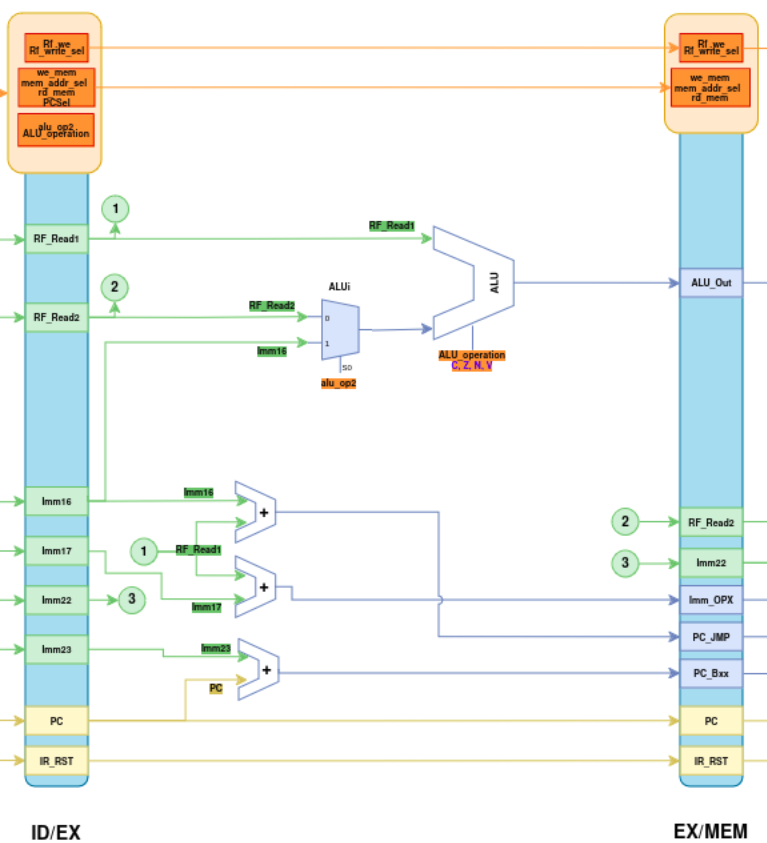 Rf_we
Rf_write_sel
Rf_we
Rf_write_sel
we_mem
mem_addr_sel
rd_mem
PCSel
we_mem
mem_addr_sel
rd_mem
alu_op2
ALU_operation
1
RF_Read1
RF_Read1
ALU
ALU_Out
2
ALUi
RF_Read2
RF_Read2
0
1
Imm16
S0
alu_op2
ALU_operation
C, Z, N, V
Imm16
Imm16
+
2
RF_Read2
Imm17
1
RF_Read1
3
Imm22
Imm22
3
+
Imm17
Imm_OPX
PC_JMP
Imm23
Imm23
+
PC
PC_Bxx
PC
PC
IR_RST
IR_RST
ID/EX
EX/MEM